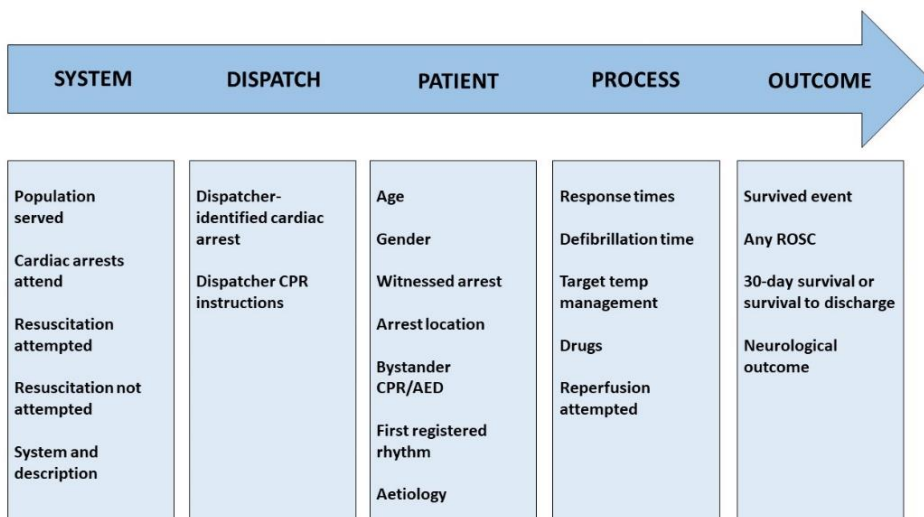 SYSTEM
DISPATCH
PATIENT
PROCESS
OUTCOME
Population
served
Cardiac arrests
attend
Resuscitation
attempted
Resuscitation not
attempted
System and
description
Dispatcher-
identified cardiac
arrest
Dispatcher CPR
instructions
Age
Gender
Witnessed arrest
Arrest location
Bystander
CPR/AED
First registered
rhythm
Aetiology
Response times
Defibrillation time
Target temp
management
Drugs
Reperfusion
attempted
Survived event
Any ROSC
30-day survival or
survival to discharge
Neurological
outcome